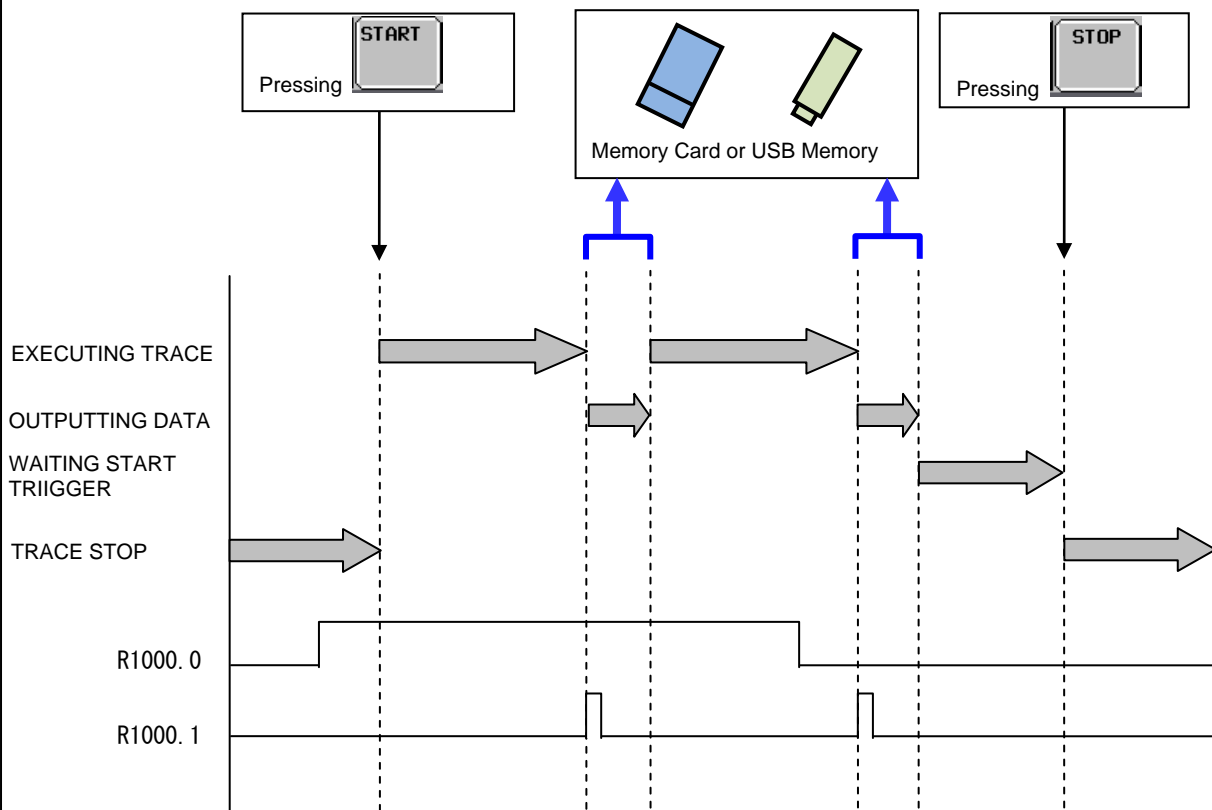 START
Pressing
Memory Card or USB Memory
STOP
Pressing
EXECUTING TRACE
OUTPUTTING DATA
WAITING START
TRIIGGER
TRACE STOP
R1000.0
R1000.1